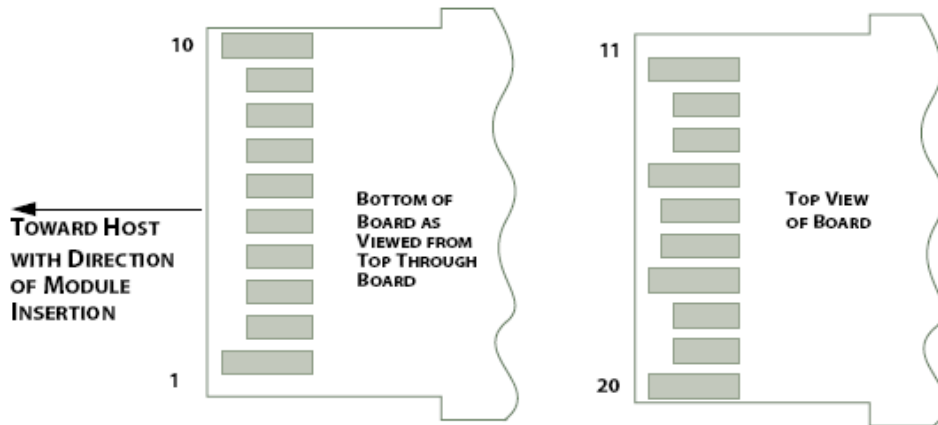 10
TOWARD HOST
WITH DIRECTION
OF MODULE
INSERTION
1
BOTTOM OF
BOARD AS
VIEWED FROM
TOP THROUGH
BOARD
11
20
TOP VIEW
OF BOARD